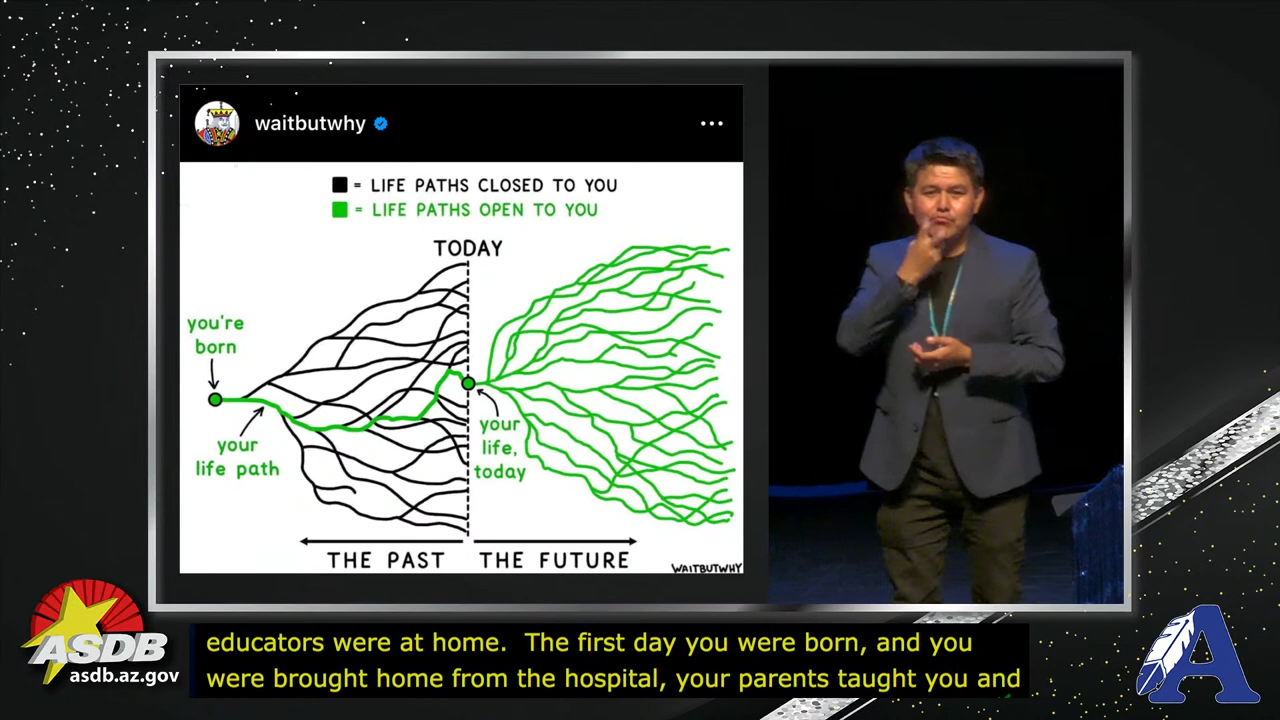 waitbutwhy
= LIFE PATHS CLOSED TO YOU
= LIFE PATHS OPEN TO YOU
TODAY
you're
born
your
life path
your
life,
today
THE PAST
THE FUTURE
WAITBUTWHY
ASDB
asdb.az.gov
educators were at home. The first day you were born, and you
were brought home from the hospital, your parents taught you and
A